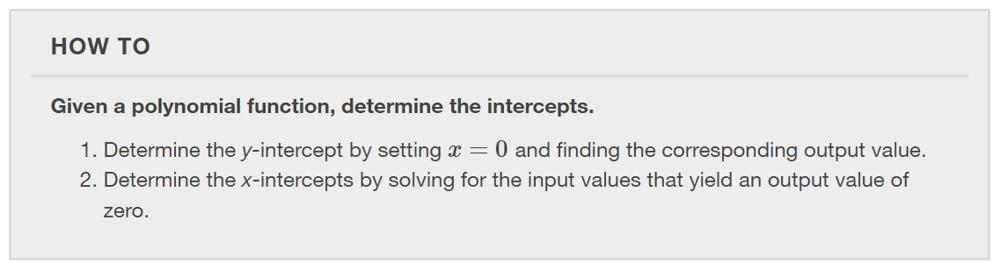 HOW TO
Given a polynomial function, determine the intercepts.
1. Determine the y-intercept by setting x = 0 and finding the corresponding output value.
2. Determine the x-intercepts by solving for the input values that yield an output value of
zero.